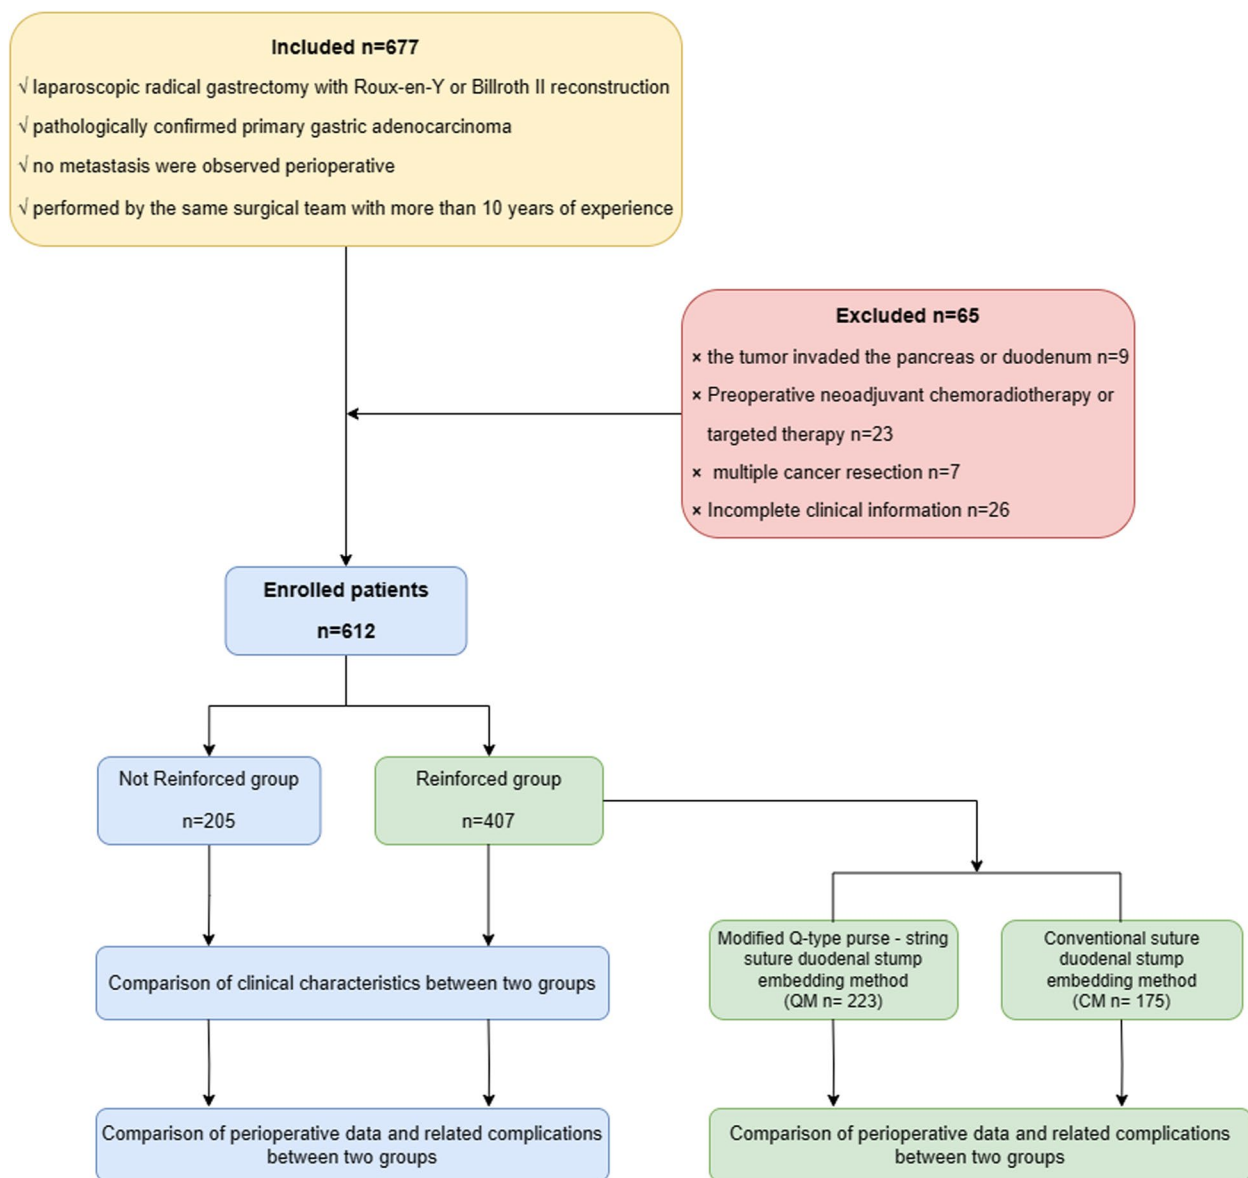 Included n=677
√ laparoscopic radical gastrectomy with Roux-en-Y or Billroth II reconstruction
√ pathologically confirmed primary gastric adenocarcinoma
√ no metastasis were observed perioperative
√ performed by the same surgical team with more than 10 years of experience
Excluded n=65
× the tumor invaded the pancreas or duodenum n=9
× Preoperative neoadjuvant chemoradiotherapy or
targeted therapy n=23
× multiple cancer resection n=7
× Incomplete clinical information n=26
Enrolled patients
n=612
Not Reinforced group
n=205
Reinforced group
n=407
Modified Q-type purse - string
suture duodenal stump
embedding method
(QM n= 223)
Conventional suture
duodenal stump
embedding method
(CM n= 175)
Comparison of clinical characteristics between two groups
Comparison of perioperative data and related complications
between two groups
Comparison of perioperative data and related complications
between two groups